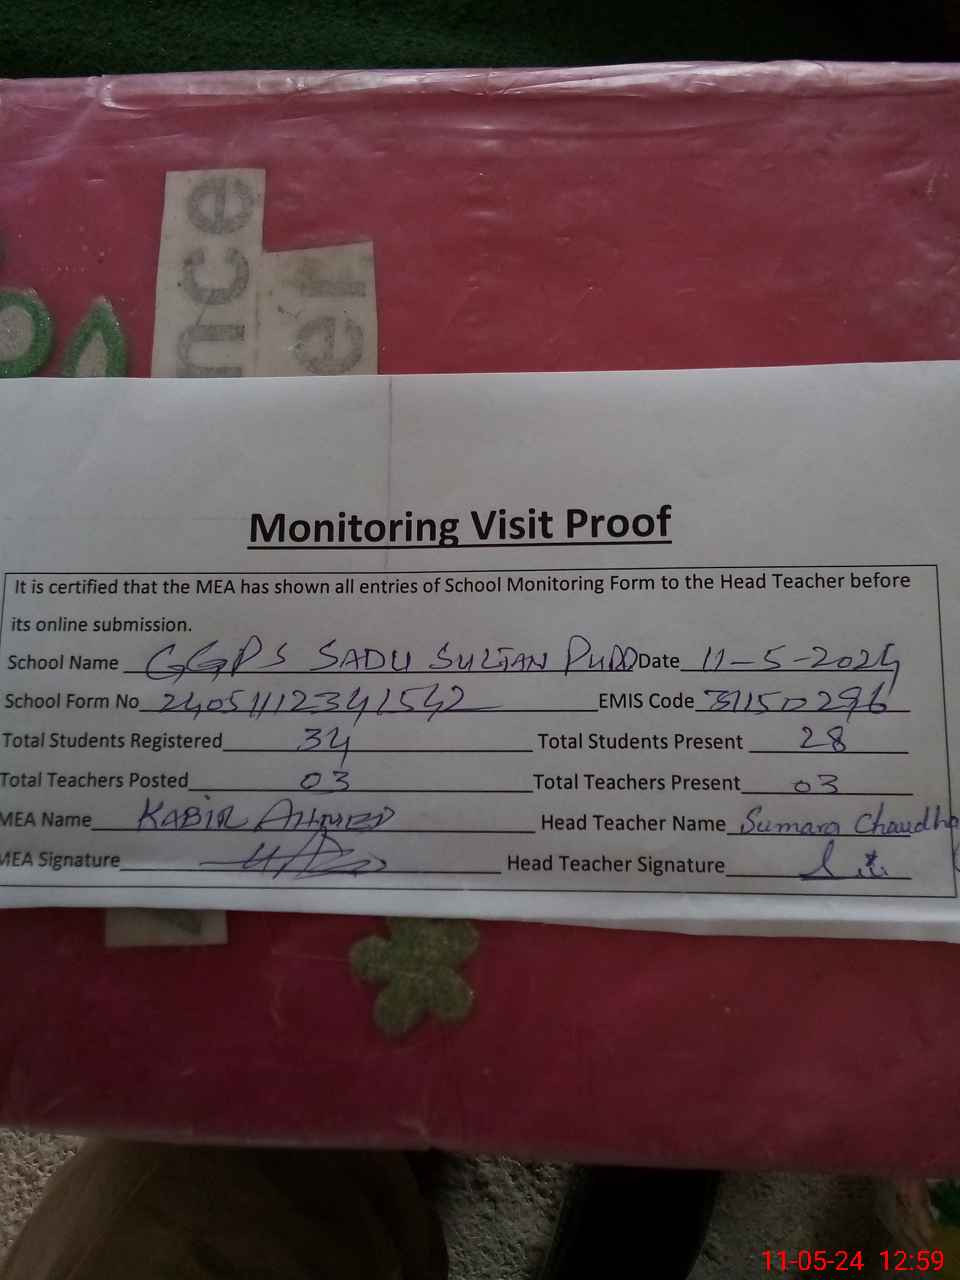 nce
er
Monitoring Visit Proof
It is certified that the MEA has shown all entries of School Monitoring Form to the Head Teacher before
its online submission.
School Name GGPS SADU SULTAN PURA Date 11-5-2024
School Form No 24051112341542 EMIS Code 31150296
Total Students Registered 34 Total Students Present 28
Total Teachers Posted 03 Total Teachers Present 03
MEA Name KABIR AHMED Head Teacher Name Sumara Chaudh
MEA Signature Head Teacher Signature
11-05-24 12:59